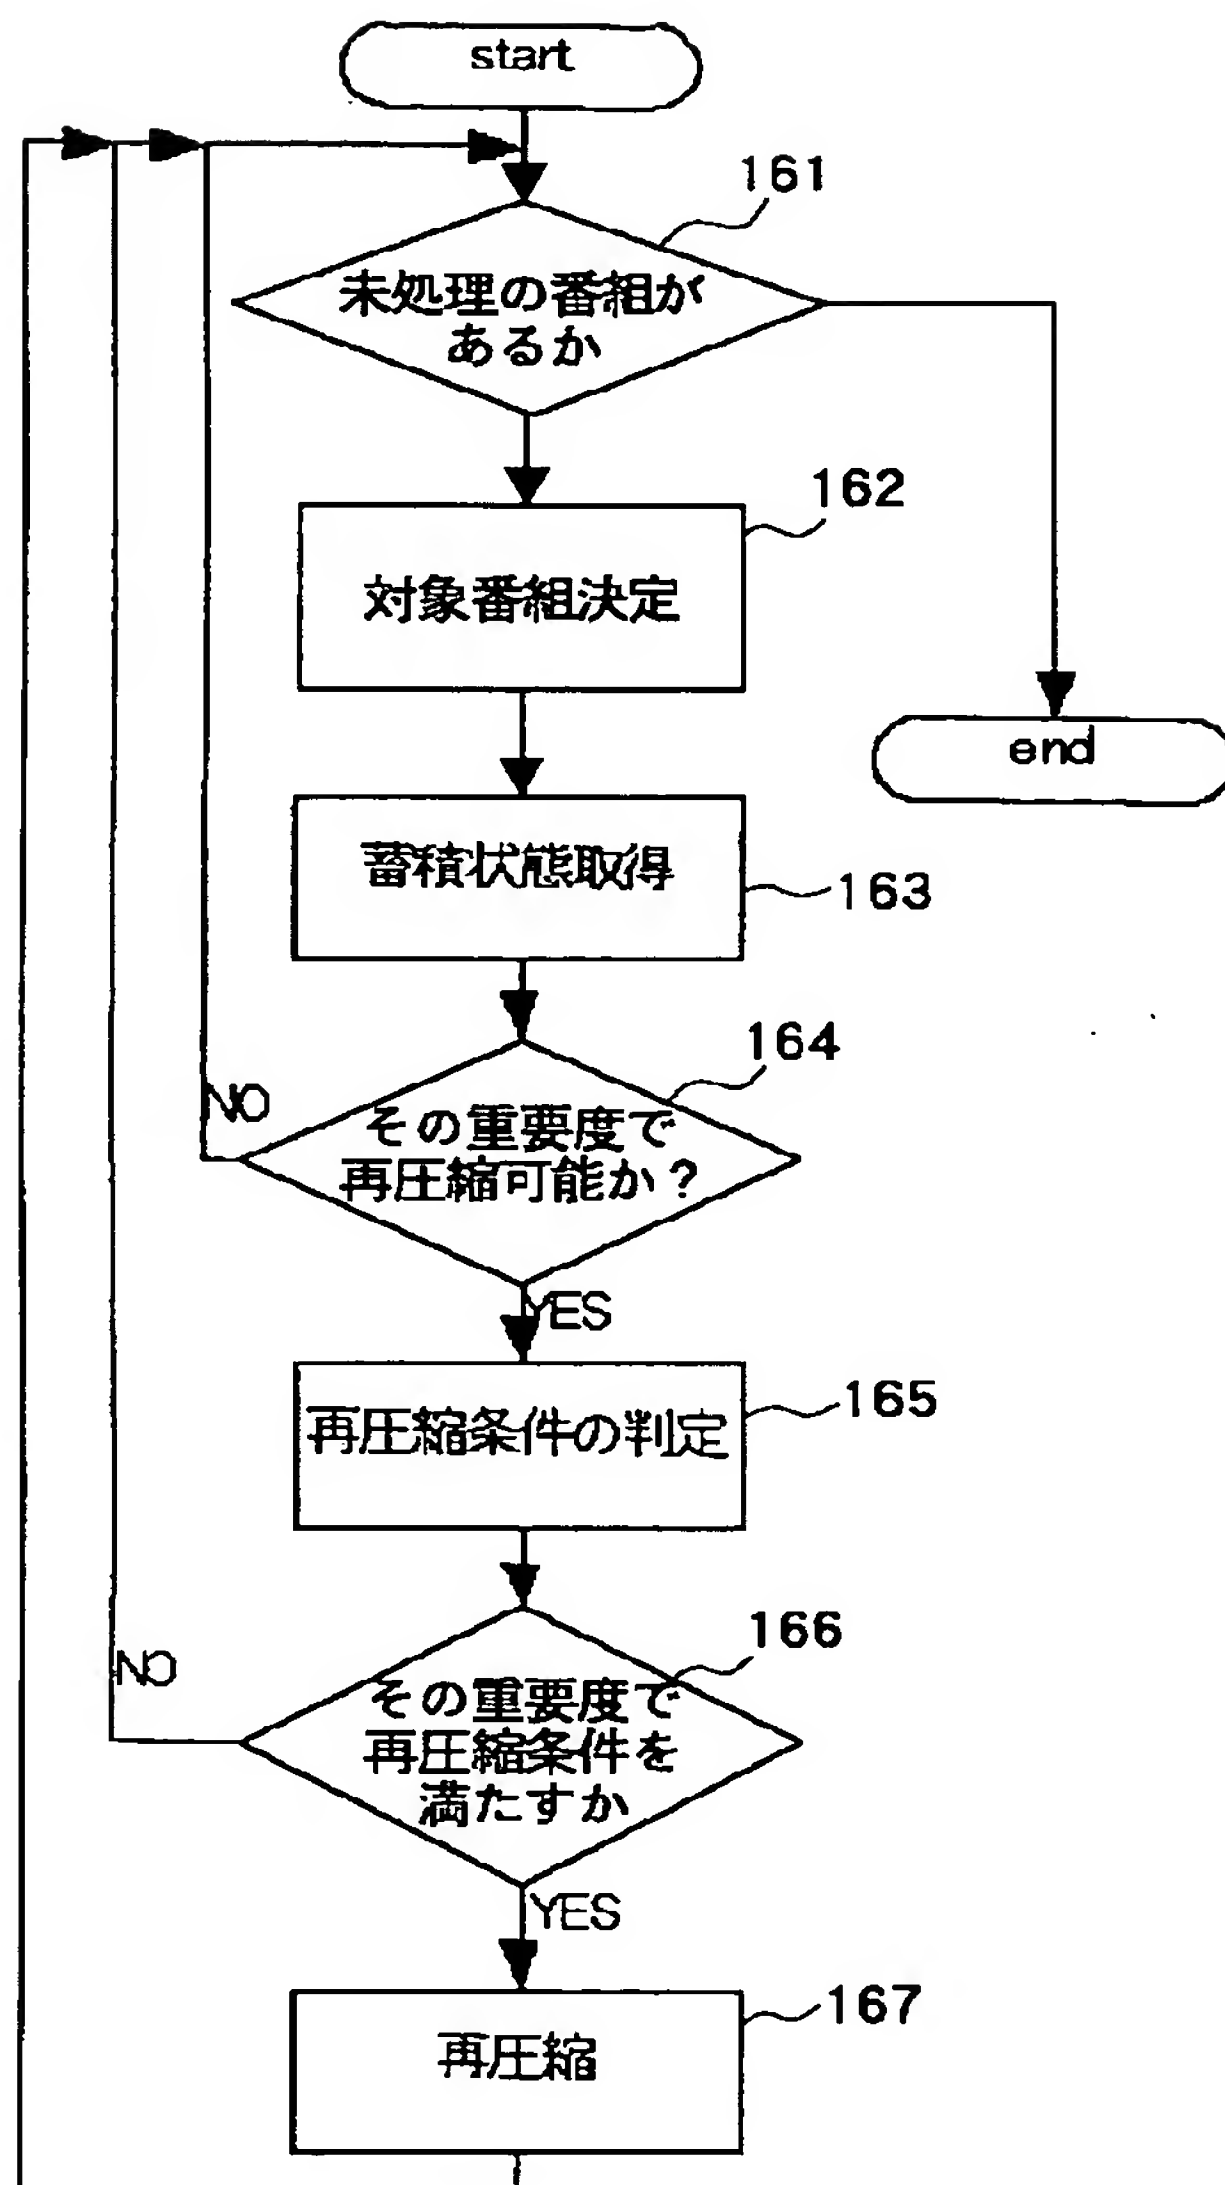 start
161
未処理の番組が
あるか
162
対象番組決定
end
蓄積状態取得
163
164
NO
その重要度で
再圧縮可能か？
YES
165
再圧縮条件の判定
166
NO
その重要度で
再圧縮条件を
満たすか
YES
167
再圧縮